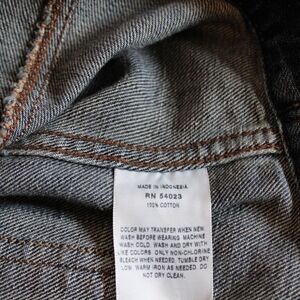 MADE IN INDONESIA
RN 54023
100% COTTON
COLOR MAY TRANSFER WHEN NEW
WASH BEFORE WEARING. MACHINE
WASH COLD. WASH AND DRY WITH
LIKE COLORS. ONLY NON-CHLORINE
BLEACH WHEN NEEDED. TUMBLE DRY
LOW. WARM IRON AS NEEDED. DO
NOT DRY CLEAN.